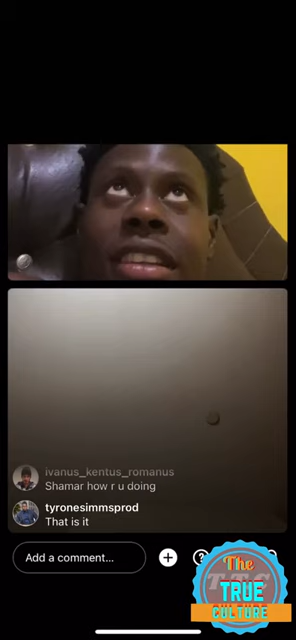 ivanus_kentus_romanus
Shamar how r u doing
tyronesimmsprod
That is it
Add a comment...
The
TRUE
CULTURE